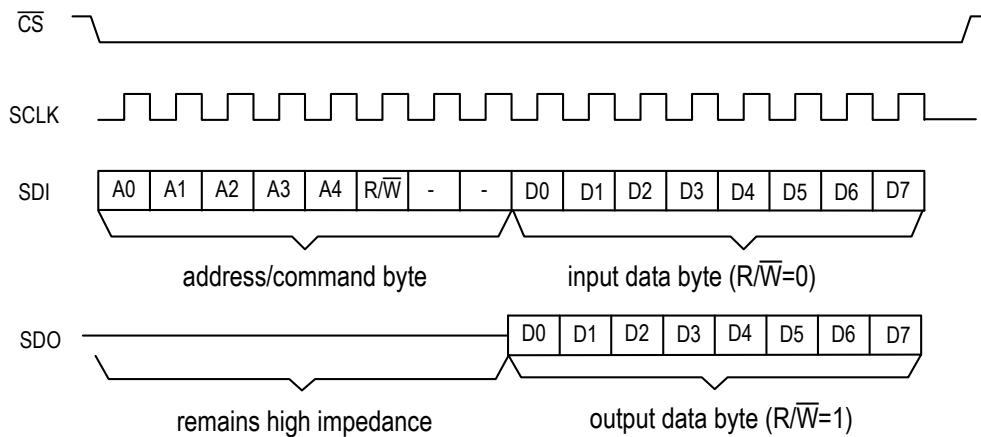 C̅S̅
SCLK
SDI A0 A1 A2 A3 A4 R/W̅ - - D0 D1 D2 D3 D4 D5 D6 D7
address/command byte input data byte (R/W̅=0)
SDO D0 D1 D2 D3 D4 D5 D6 D7
remains high impedance output data byte (R/W̅=1)